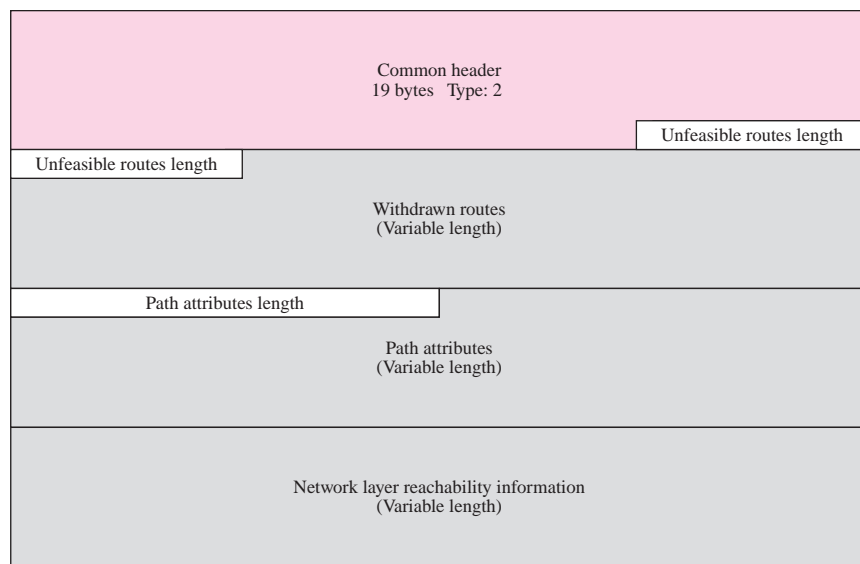 Common header
19 bytes Type: 2
Unfeasible routes length
Unfeasible routes length
Withdrawn routes
(Variable length)
Path attributes length
Path attributes
(Variable length)
Network layer reachability information
(Variable length)